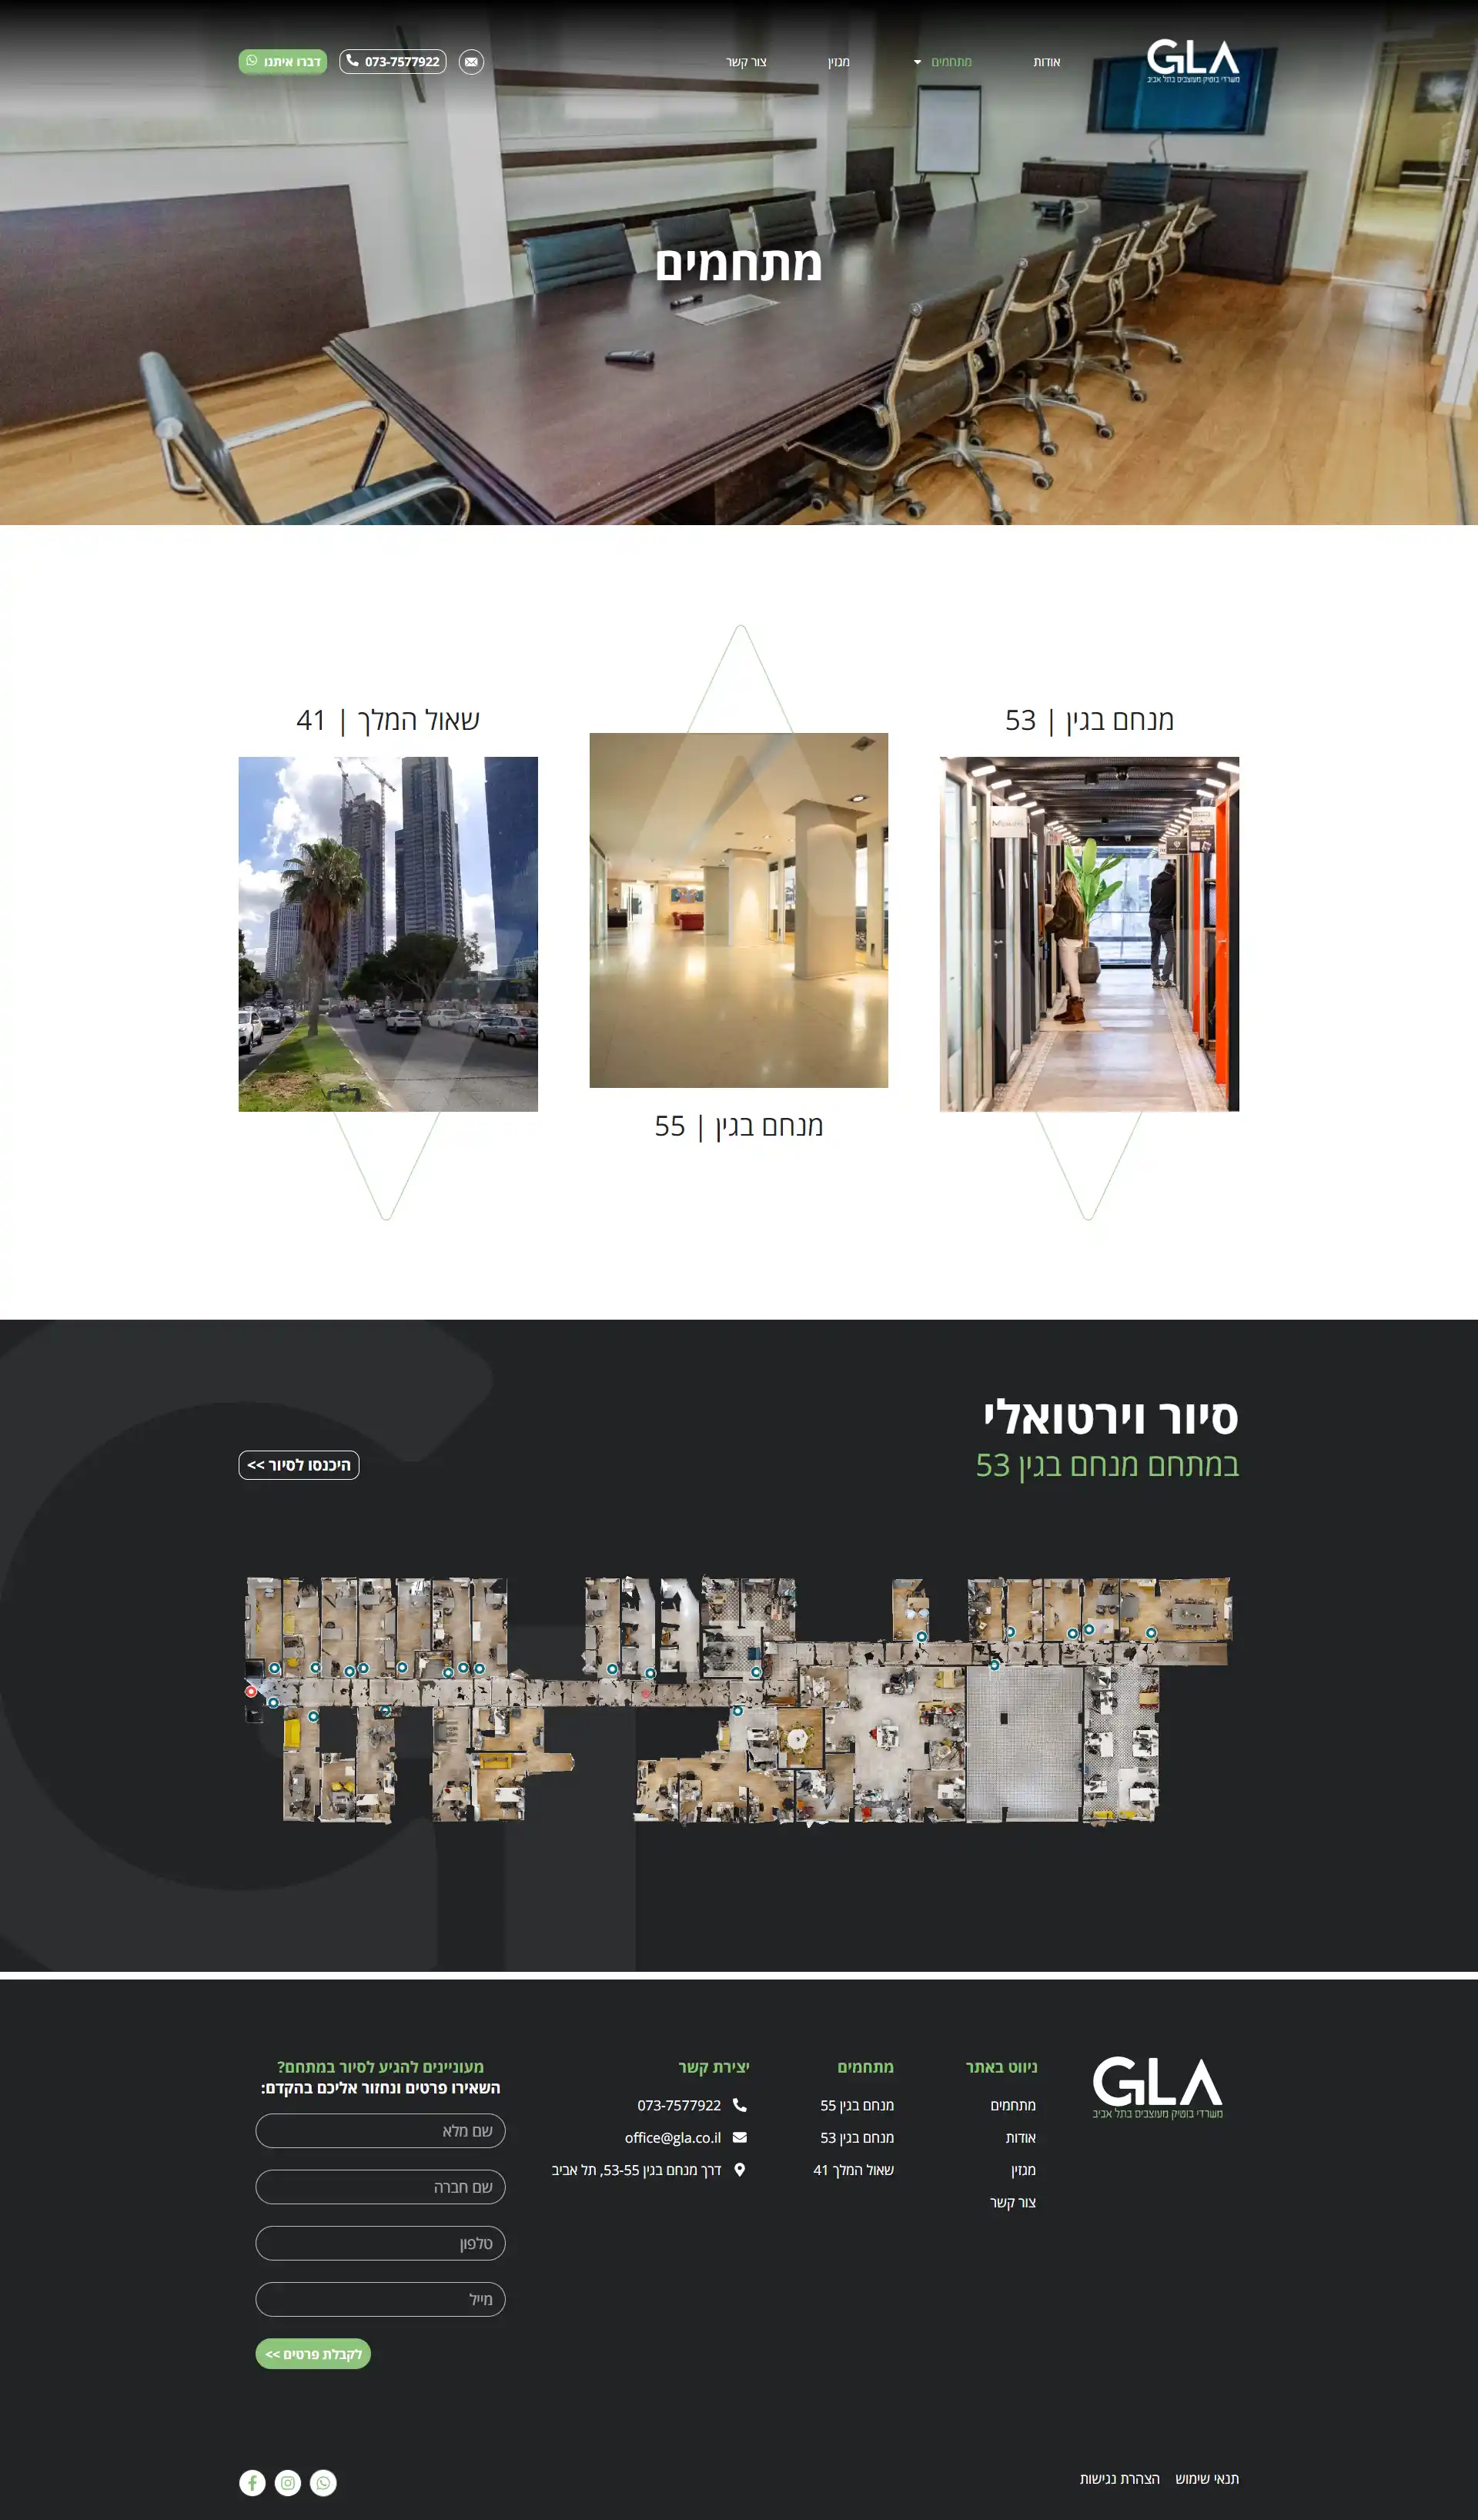 GLA
משרדי בוטיק מעוצבים בתל אביב
אודות
מתחמים
מגזין
צור קשר
073-7577922
דברו איתנו
מתחמים
מנחם בגין | 53
מנחם בגין | 55
שאול המלך | 41
סיור וירטואלי
במתחם מנחם בגין 53
היכנסו לסיור >>
GLA
משרדי בוטיק מעוצבים בתל אביב
ניווט באתר
מתחמים
אודות
מגזין
צור קשר
מתחמים
מנחם בגין 55
מנחם בגין 53
שאול המלך 41
יצירת קשר
073-7577922
office@gla.co.il
דרך מנחם בגין 53-55, תל אביב
מעוניינים להגיע לסיור במתחם?
השאירו פרטים ונחזור אליכם בהקדם:
שם מלא
שם חברה
טלפון
מייל
לקבלת פרטים >>
תנאי שימוש
הצהרת נגישות